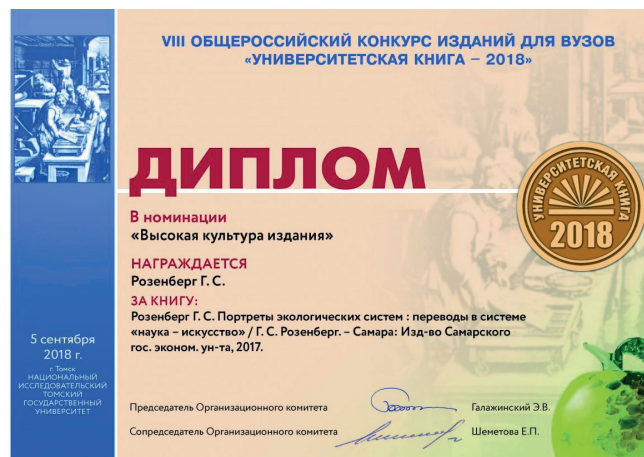 VIII ОБЩЕРОССИЙСКИЙ КОНКУРС ИЗДАНИЙ ДЛЯ ВУЗОВ
«УНИВЕРСИТЕТСКАЯ КНИГА – 2018»
ДИПЛОМ
УНИВЕРСИТЕТСКАЯ КНИГА
2018
В номинации
«Высокая культура издания»
НАГРАЖДАЕТСЯ
Розенберг Г. С.
ЗА КНИГУ:
Розенберг Г. С. Портреты экологических систем : переводы в системе
«наука – искусство» / Г. С. Розенберг. – Самара: Изд-во Самарского
гос. эконом. ун-та, 2017.
5 сентября
2018 г.
г. Томск
НАЦИОНАЛЬНЫЙ
ИССЛЕДОВАТЕЛЬСКИЙ
ТОМСКИЙ
ГОСУДАРСТВЕННЫЙ
УНИВЕРСИТЕТ
Председатель Организационного комитета Галажинский Э.В.
Сопредседатель Организационного комитета Шеметова Е.П.